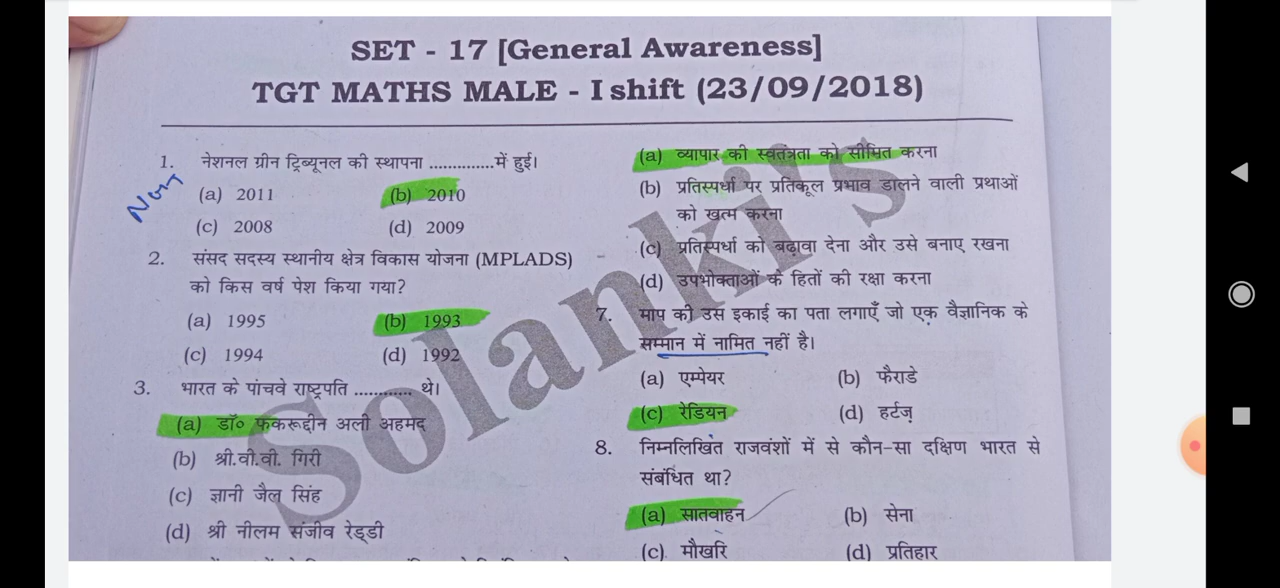 SET - 17 [General Awareness]
TGT MATHS MALE - I shift (23/09/2018)
1. नेशनल ग्रीन ट्रिब्यूनल की स्थापना ..............में हुई।
NGT
(a) 2011 (b) 2010
(c) 2008 (d) 2009
2. संसद सदस्य स्थानीय क्षेत्र विकास योजना (MPLADS)
को किस वर्ष पेश किया गया?
(a) 1995 (b) 1993
(c) 1994 (d) 1992
3. भारत के पांचवे राष्ट्रपति ............ थे।
(a) डॉ० फकरूद्दीन अली अहमद
(b) श्री.वी.वी. गिरी
(c) ज्ञानी जैल सिंह
(d) श्री नीलम संजीव रेड्डी
(a) व्यापार की स्वतंत्रता को सीमित करना
(b) प्रतिस्पर्धा पर प्रतिकूल प्रभाव डालने वाली प्रथाओं
को खत्म करना
(c) प्रतिस्पर्धा को बढ़ावा देना और उसे बनाए रखना
(d) उपभोक्ताओं के हितों की रक्षा करना
7. माप की उस इकाई का पता लगाएँ जो एक वैज्ञानिक के
सम्मान में नामित नहीं है।
(a) एम्पेयर (b) फैराडे
(c) रेडियन (d) हर्टज़
8. निम्नलिखित राजवंशों में से कौन-सा दक्षिण भारत से
संबंधित था?
(a) सातवाहन (b) सेना
(c) मौखरि (d) प्रतिहार
Solanki's